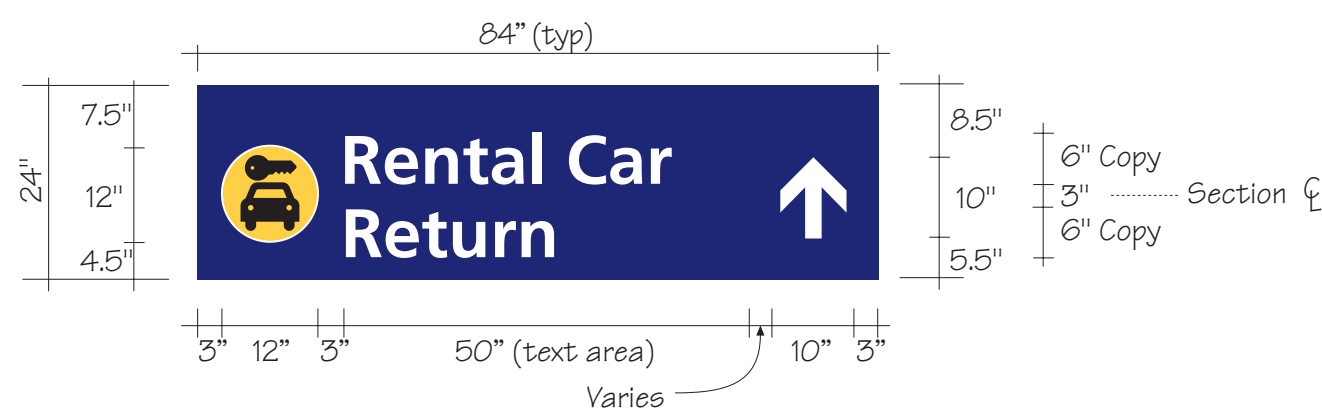 84” (typ)
7.5"
24"
12"
4.5"
Rental Car
Return
8.5"
10"
5.5"
6" Copy
3"
Section ℄
6" Copy
3” 12” 3” 50” (text area) 10” 3”
Varies